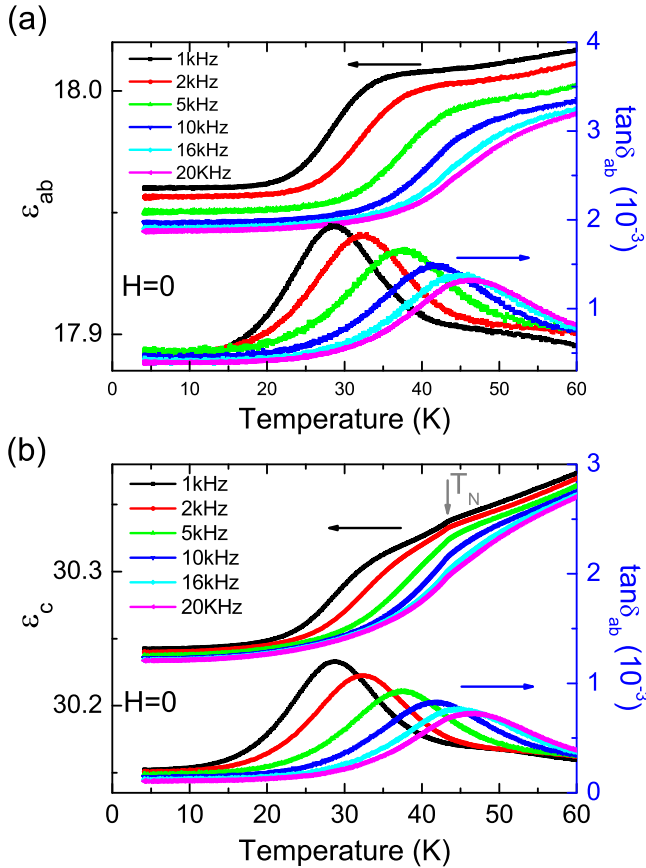 (a)
1kHz
2kHz
5kHz
10kHz
16kHz
20KHz
H=0
18.0
17.9
ε_ab
4
3
2
1
tanδ_ab (10^-3)
0 10 20 30 40 50 60
Temperature (K)
(b)
1kHz
2kHz
5kHz
10kHz
16kHz
20KHz
T_N
H=0
30.3
30.2
ε_c
3
2
1
0
tanδ_ab (10^-3)
0 10 20 30 40 50 60
Temperature (K)